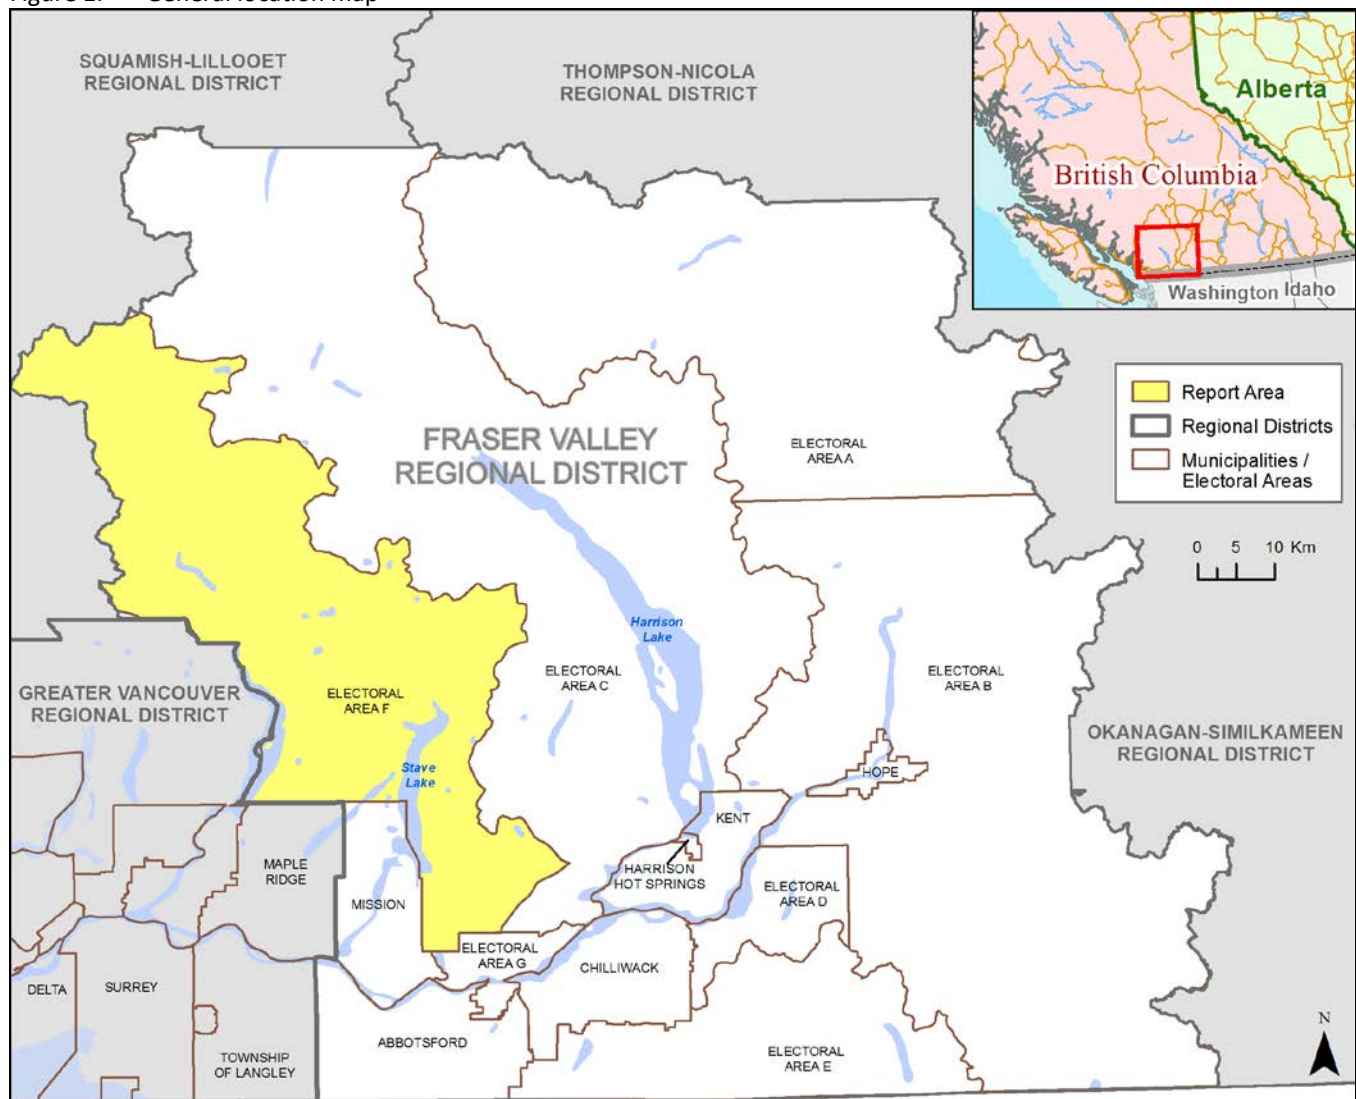 SQUAMISH-LILLOOET
REGIONAL DISTRICT
THOMPSON-NICOLA
REGIONAL DISTRICT
Alberta
British Columbia
Washington
Idaho
Report Area
Regional Districts
Municipalities /
Electoral Areas
0 5 10 Km
FRASER VALLEY
REGIONAL DISTRICT
ELECTORAL
AREA A
Harrison
Lake
ELECTORAL
AREA C
ELECTORAL
AREA B
GREATER VANCOUVER
REGIONAL DISTRICT
ELECTORAL
AREA F
OKANAGAN-SIMILKAMEEN
REGIONAL DISTRICT
Stave
Lake
HOPE
KENT
MAPLE
RIDGE
HARRISON
HOT SPRINGS
ELECTORAL
AREA D
MISSION
ELECTORAL
AREA G
CHILLIWACK
DELTA
SURREY
ABBOTSFORD
TOWNSHIP
OF LANGLEY
ELECTORAL
AREA E
N